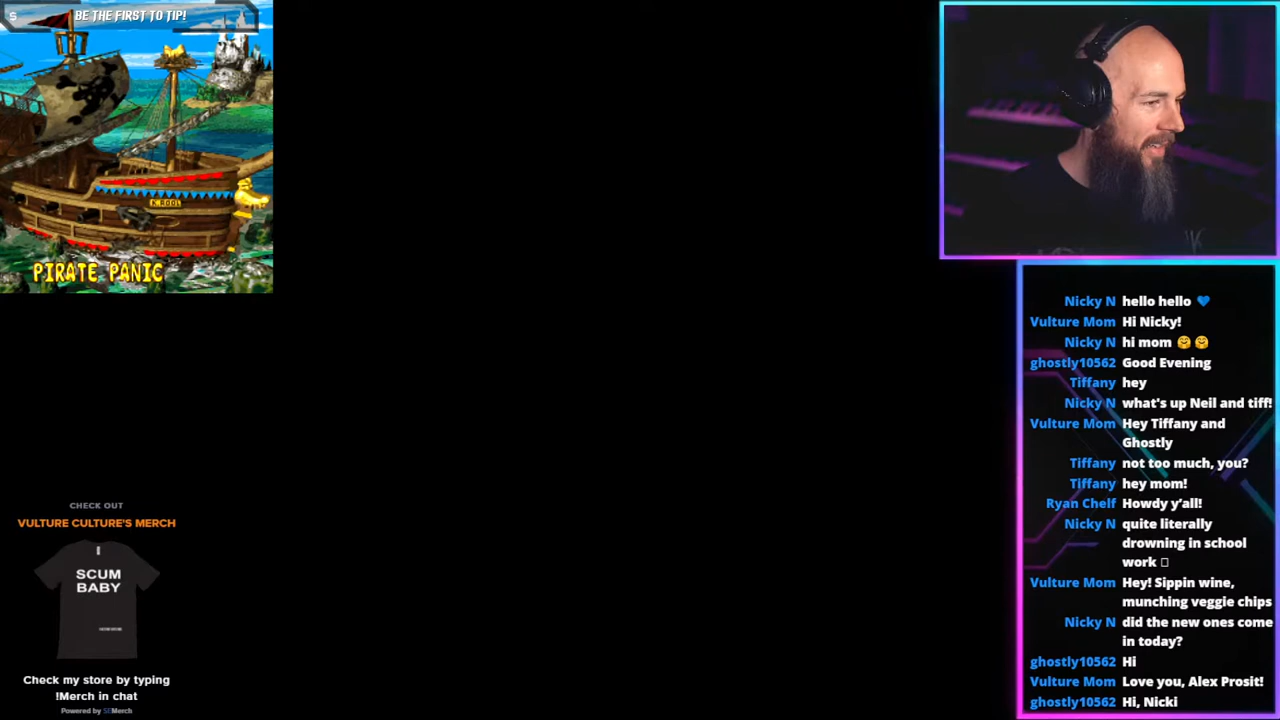 $ BE THE FIRST TO TIP!
K.ROOL
PIRATE PANIC
CHECK OUT
VULTURE CULTURE'S MERCH
SCUM
BABY
Check my store by typing
!Merch in chat
Powered by SEMerch
Nicky N hello hello 💙
Vulture Mom Hi Nicky!
Nicky N hi mom 🤗 🤗
ghostly10562 Good Evening
Tiffany hey
Nicky N what's up Neil and tiff!
Vulture Mom Hey Tiffany and
Ghostly
Tiffany not too much, you?
Tiffany hey mom!
Ryan Chelf Howdy y'all!
Nicky N quite literally
drowning in school
work
Vulture Mom Hey! Sippin wine,
munching veggie chips
Nicky N did the new ones come
in today?
ghostly10562 Hi
Vulture Mom Love you, Alex Prosit!
ghostly10562 Hi, Nicki